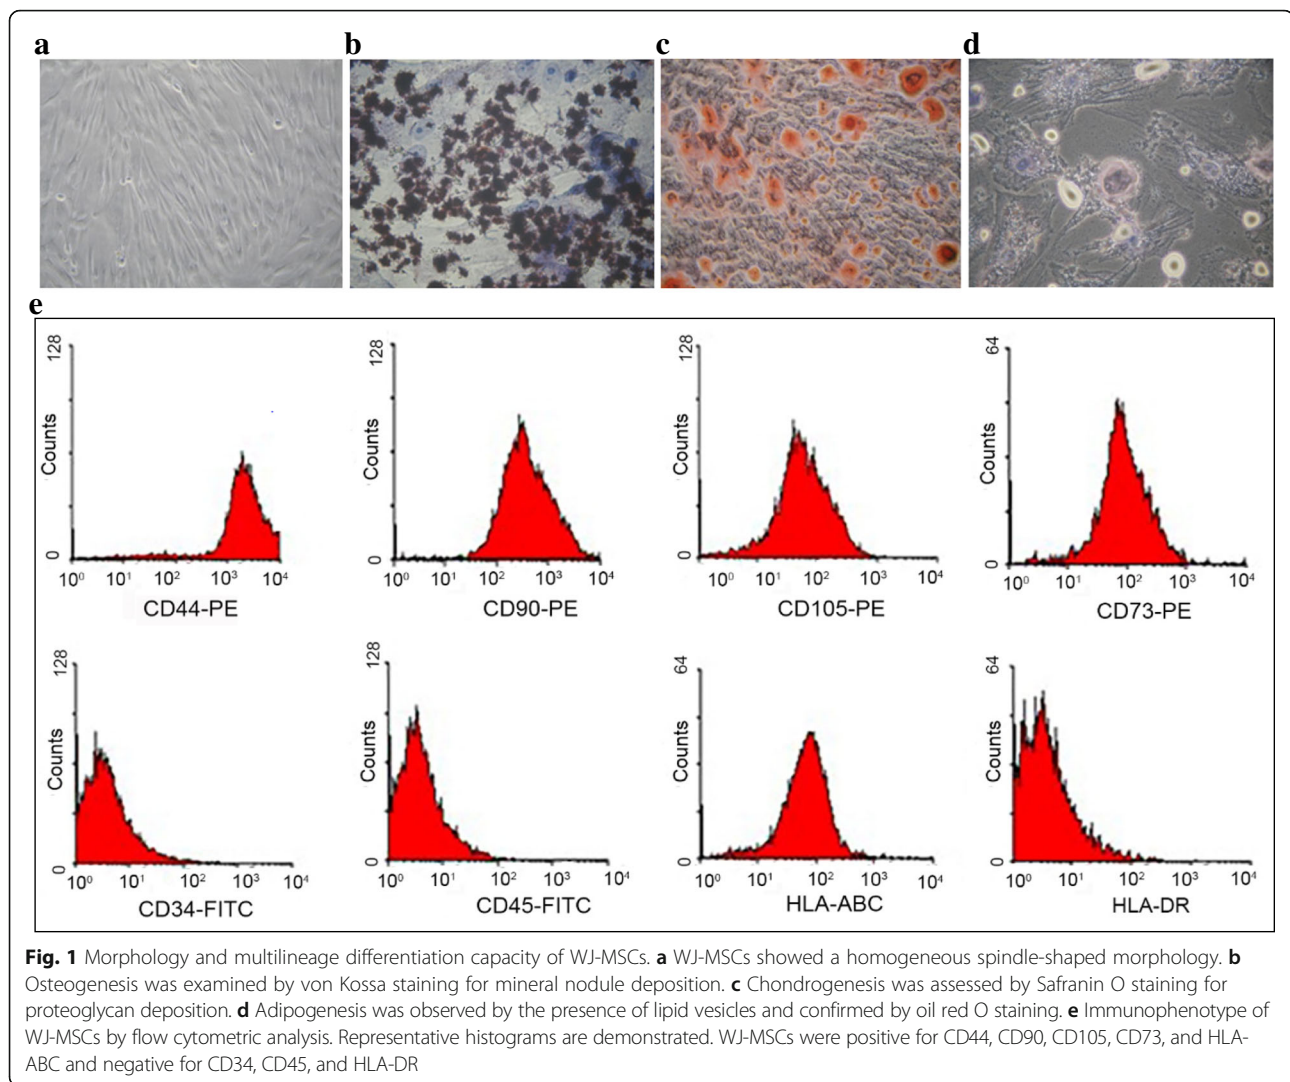 a
b
c
d
e
128
Counts
0
10⁰ 10¹ 10² 10³ 10⁴
CD44-PE
128
Counts
0
10⁰ 10¹ 10² 10³ 10⁴
CD90-PE
128
Counts
0
10⁰ 10¹ 10² 10³ 10⁴
CD105-PE
64
Counts
0
10⁰ 10¹ 10² 10³ 10⁴
CD73-PE
128
Counts
0
10⁰ 10¹ 10² 10³ 10⁴
CD34-FITC
128
Counts
0
10⁰ 10¹ 10² 10³ 10⁴
CD45-FITC
64
Counts
0
10⁰ 10¹ 10² 10³ 10⁴
HLA-ABC
64
Counts
0
10⁰ 10¹ 10² 10³ 10⁴
HLA-DR
Fig. 1 Morphology and multilineage differentiation capacity of WJ-MSCs. a WJ-MSCs showed a homogeneous spindle-shaped morphology. b
Osteogenesis was examined by von Kossa staining for mineral nodule deposition. c Chondrogenesis was assessed by Safranin O staining for
proteoglycan deposition. d Adipogenesis was observed by the presence of lipid vesicles and confirmed by oil red O staining. e Immunophenotype of
WJ-MSCs by flow cytometric analysis. Representative histograms are demonstrated. WJ-MSCs were positive for CD44, CD90, CD105, CD73, and HLA-
ABC and negative for CD34, CD45, and HLA-DR